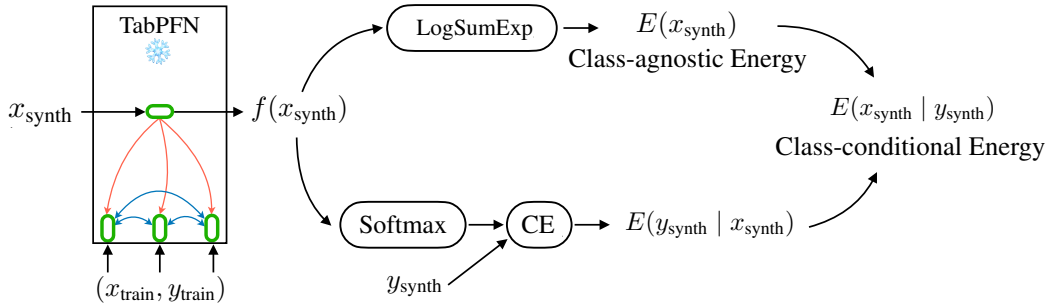 TabPFN
x_synth
f(x_synth)
(x_train, y_train)
LogSumExp
E(x_synth)
Class-agnostic Energy
Softmax
CE
y_synth
E(y_synth | x_synth)
E(x_synth | y_synth)
Class-conditional Energy